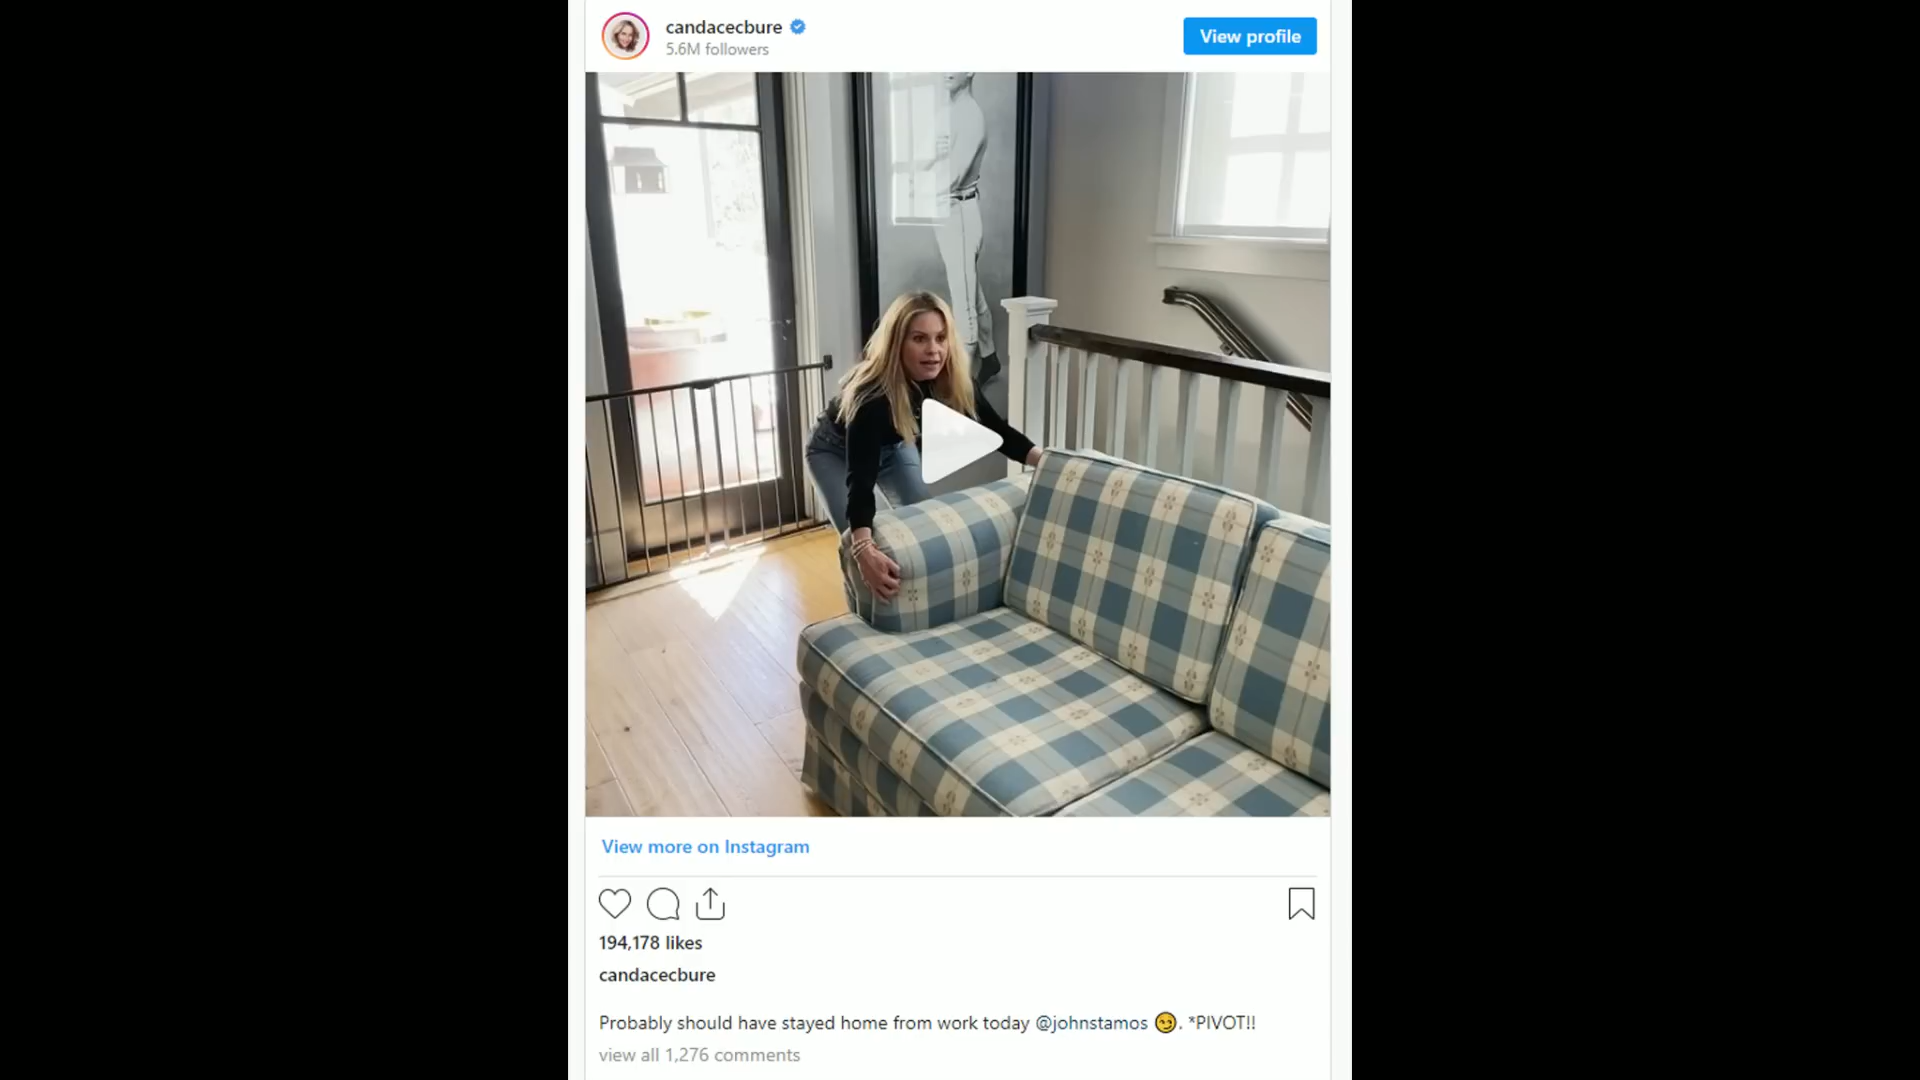 candacecbure
5.6M followers
View profile
View more on Instagram
194,178 likes
candacecbure
Probably should have stayed home from work today @johnstamos 😏. *PIVOT!!
view all 1,276 comments